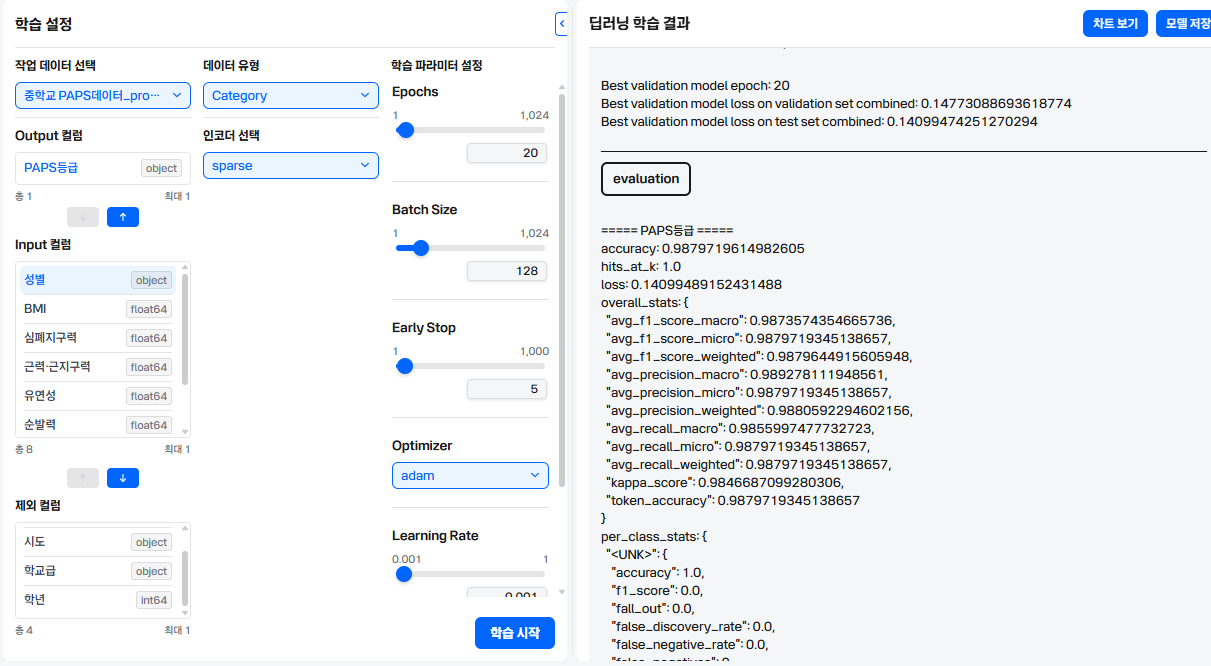 학습 설정
작업 데이터 선택
중학교 PAPS데이터_pro···
Output 컬럼
PAPS등급 object
총 1 최대 1
Input 컬럼
성별 object
BMI float64
심폐지구력 float64
근력·근지구력 float64
유연성 float64
순발력 float64
총 8 최대 1
제외 컬럼
시도 object
학교급 object
학년 int64
총 4 최대 1
데이터 유형
Category
인코더 선택
sparse
학습 파라미터 설정
Epochs
1 1,024
20
Batch Size
1 1,024
128
Early Stop
1 1,000
5
Optimizer
adam
Learning Rate
0.001 1
0.001
학습 시작
딥러닝 학습 결과
차트 보기
모델 저장
Best validation model epoch: 20
Best validation model loss on validation set combined: 0.14773088693618774
Best validation model loss on test set combined: 0.14099474251270294
evaluation
===== PAPS등급 =====
accuracy: 0.9879719614982605
hits_at_k: 1.0
loss: 0.14099489152431488
overall_stats: {
"avg_f1_score_macro": 0.9873574354665736,
"avg_f1_score_micro": 0.9879719345138657,
"avg_f1_score_weighted": 0.9879644915605948,
"avg_precision_macro": 0.989278111948561,
"avg_precision_micro": 0.9879719345138657,
"avg_precision_weighted": 0.9880592294602156,
"avg_recall_macro": 0.9855997477732723,
"avg_recall_micro": 0.9879719345138657,
"avg_recall_weighted": 0.9879719345138657,
"kappa_score": 0.9846687099280306,
"token_accuracy": 0.9879719345138657
}
per_class_stats: {
"<UNK>": {
"accuracy": 1.0,
"f1_score": 0.0,
"fall_out": 0.0,
"false_discovery_rate": 0.0,
"false_negative_rate": 0.0,
"false_negatives": 0,